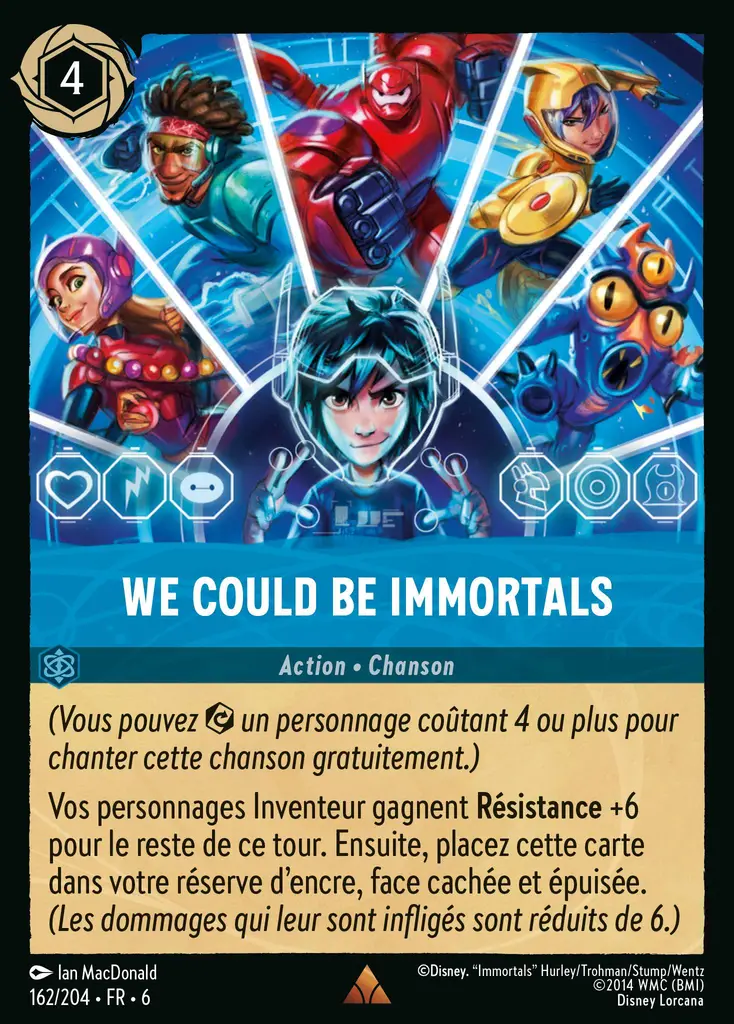 4
WE COULD BE IMMORTALS
Action • Chanson
(Vous pouvez un personnage coûtant 4 ou plus pour
chanter cette chanson gratuitement.)
Vos personnages Inventeur gagnent Résistance +6
pour le reste de ce tour. Ensuite, placez cette carte
dans votre réserve d’encre, face cachée et épuisée.
(Les dommages qui leur sont infligés sont réduits de 6.)
Ian MacDonald
162/204 • FR • 6
©Disney. “Immortals” Hurley/Trohman/Stump/Wentz
©2014 WMC (BMI)
Disney Lorcana